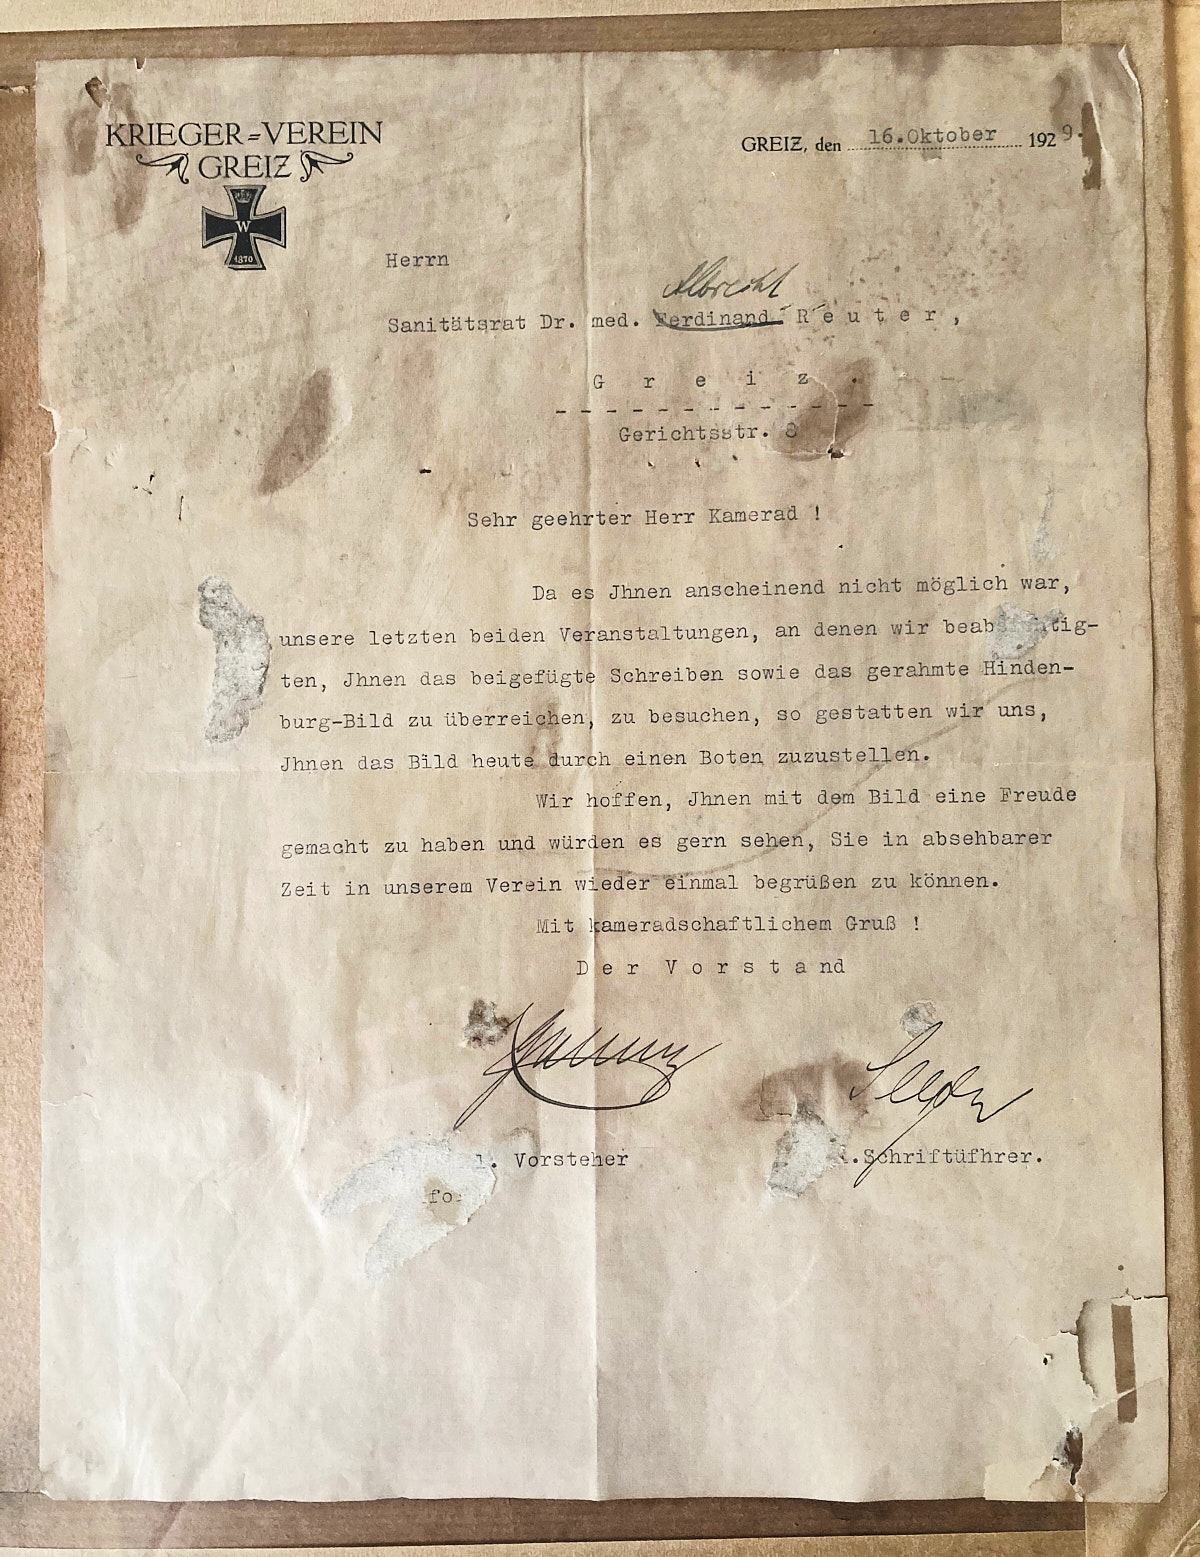 KRIEGER=VEREIN
GREIZ
W
1870
GREIZ, den 16.Oktober 1929.
Herrn
Albrecht
Sanitätsrat Dr. med. Ferdinand Reuter,
Greiz.
Gerichtsstr. 8
Sehr geehrter Herr Kamerad !
Da es Jhnen anscheinend nicht möglich war,
unsere letzten beiden Veranstaltungen, an denen wir beabsichtig-
ten, Jhnen das beigefügte Schreiben sowie das gerahmte Hinden-
burg-Bild zu überreichen, zu besuchen, so gestatten wir uns,
Jhnen das Bild heute durch einen Boten zuzustellen.
Wir hoffen, Jhnen mit dem Bild eine Freude
gemacht zu haben und würden es gern sehen, Sie in absehbarer
Zeit in unserem Verein wieder einmal begrüßen zu können.
Mit kameradschaftlichem Gruß !
Der Vorstand
1. Vorsteher
.Schriftüfhrer.